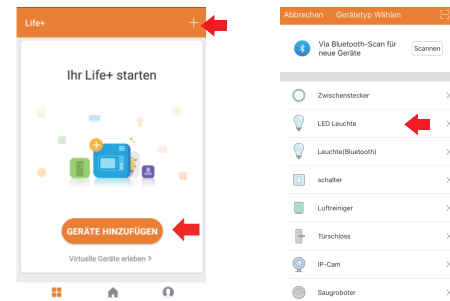 Life+
Ihr Life+ starten
GERÄTE HINZUFÜGEN
Virtuelle Geräte erleben >
Abbrechen Gerätetyp Wählen
Via Bluetooth-Scan für
neue Geräte
Scannen
Zwischenstecker
LED Leuchte
Leuchte(Bluetooth)
schalter
Luftreiniger
Türschloss
IP-Cam
Saugroboter